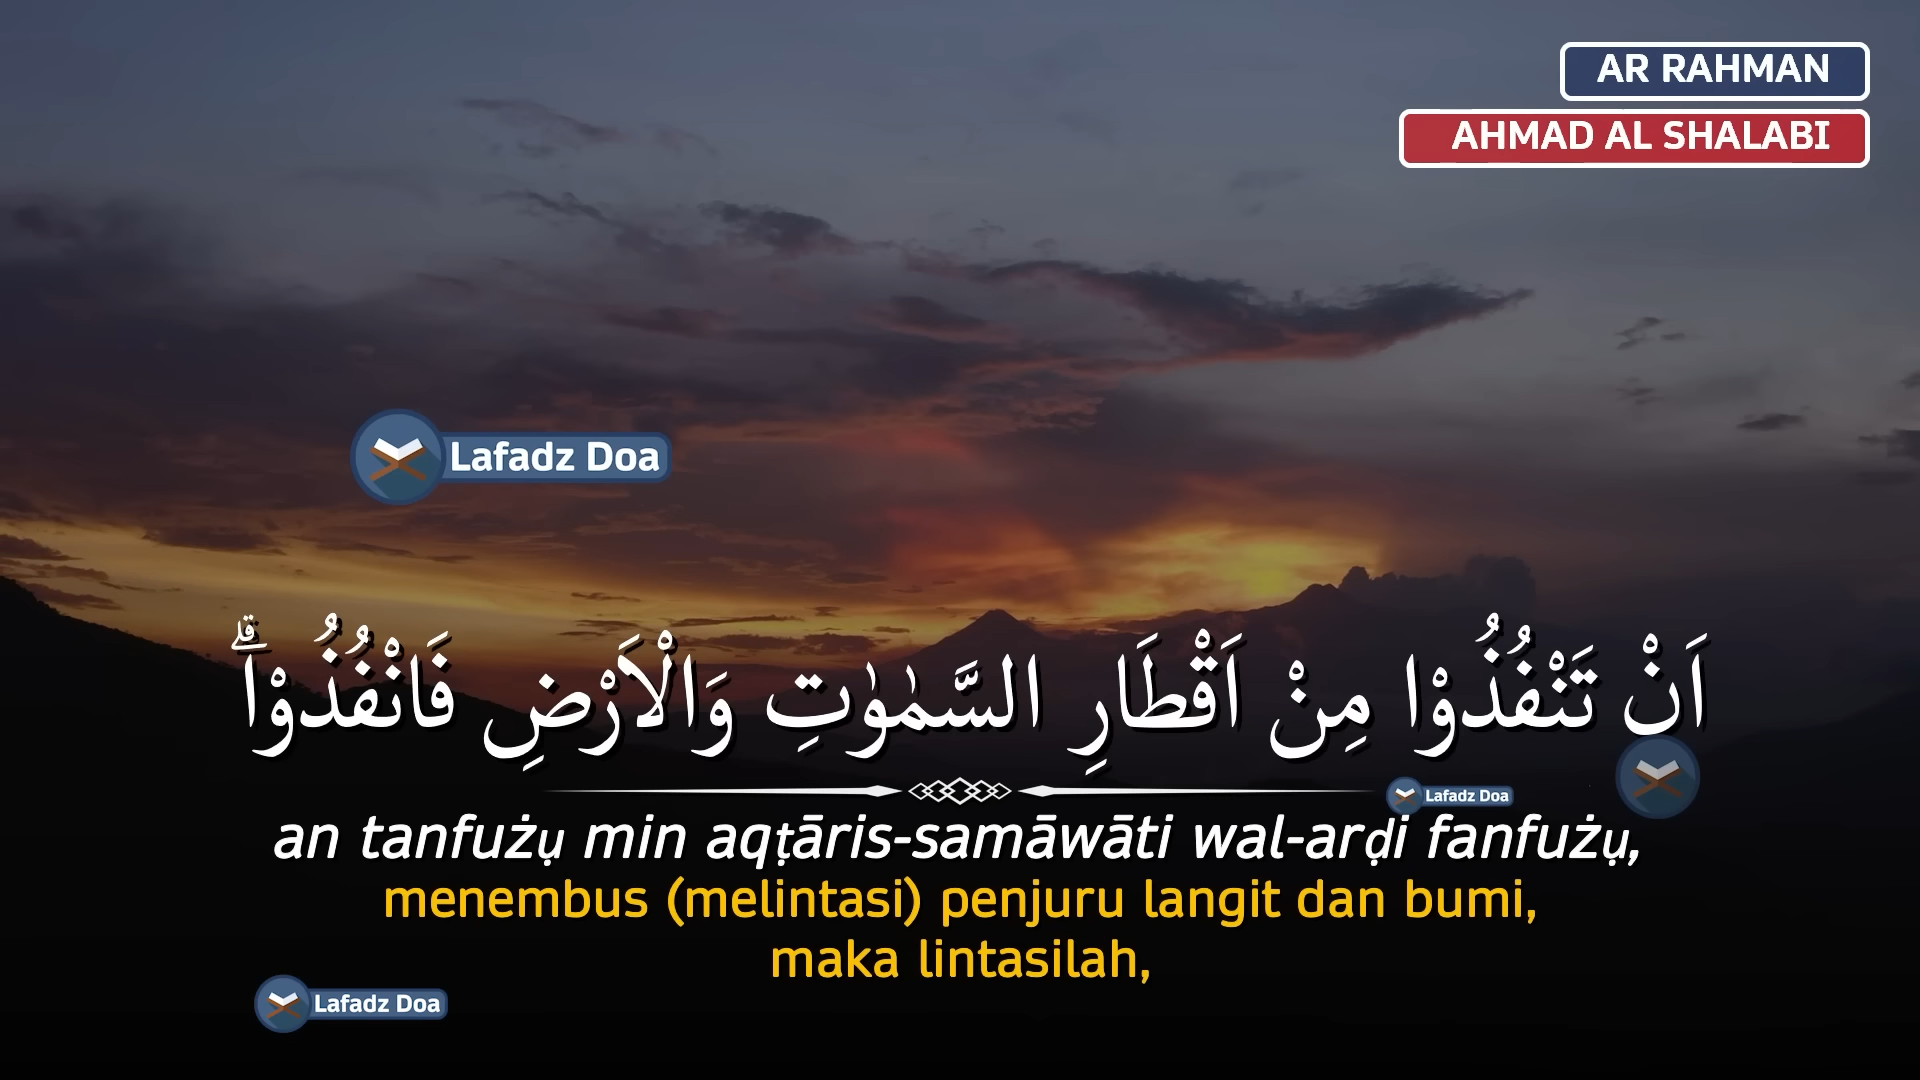 AR RAHMAN
AHMAD AL SHALABI
Lafadz Doa
اَنْ تَنْفُذُوْا مِنْ اَقْطَارِ السَّمٰوٰتِ وَالْاَرْضِ فَانْفُذُوْاۗ
Lafadz Doa
an tanfużụ min aqṭāris-samāwāti wal-arḍi fanfużụ,
menembus (melintasi) penjuru langit dan bumi,
maka lintasilah,
Lafadz Doa